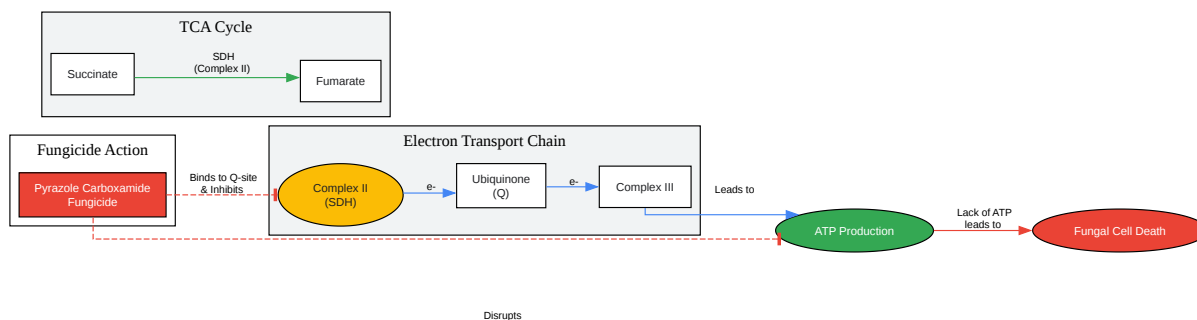 TCA Cycle
SDH
(Complex II)
Succinate
Fumarate
Fungicide Action
Electron Transport Chain
Pyrazole Carboxamide
Fungicide
Binds to Q-site
& Inhibits
Complex II
(SDH)
e-
Ubiquinone
(Q)
e-
Complex III
Leads to
ATP Production
Lack of ATP
leads to
Fungal Cell Death
Disrupts